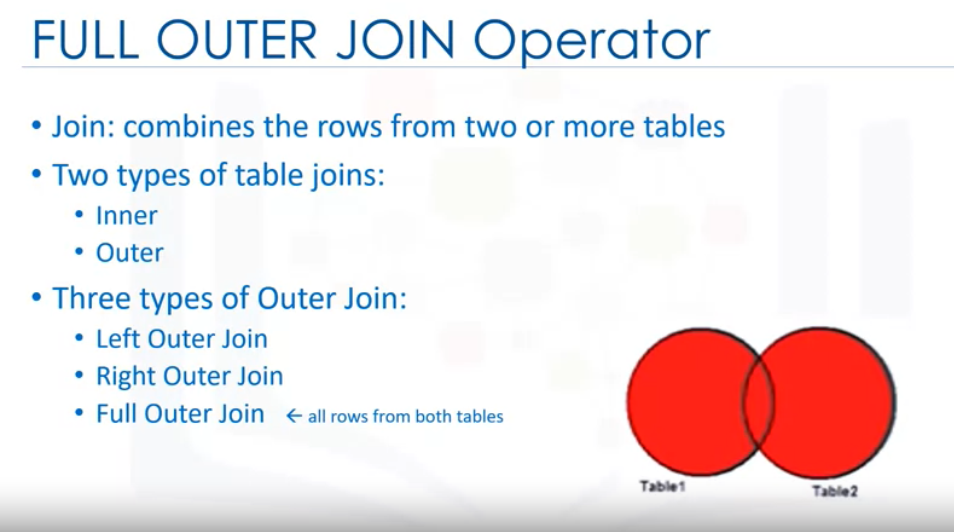 FULL OUTER JOIN Operator
• Join: combines the rows from two or more tables
• Two types of table joins:
• Inner
• Outer
• Three types of Outer Join:
• Left Outer Join
• Right Outer Join
• Full Outer Join ← all rows from both tables
Table1
Table2